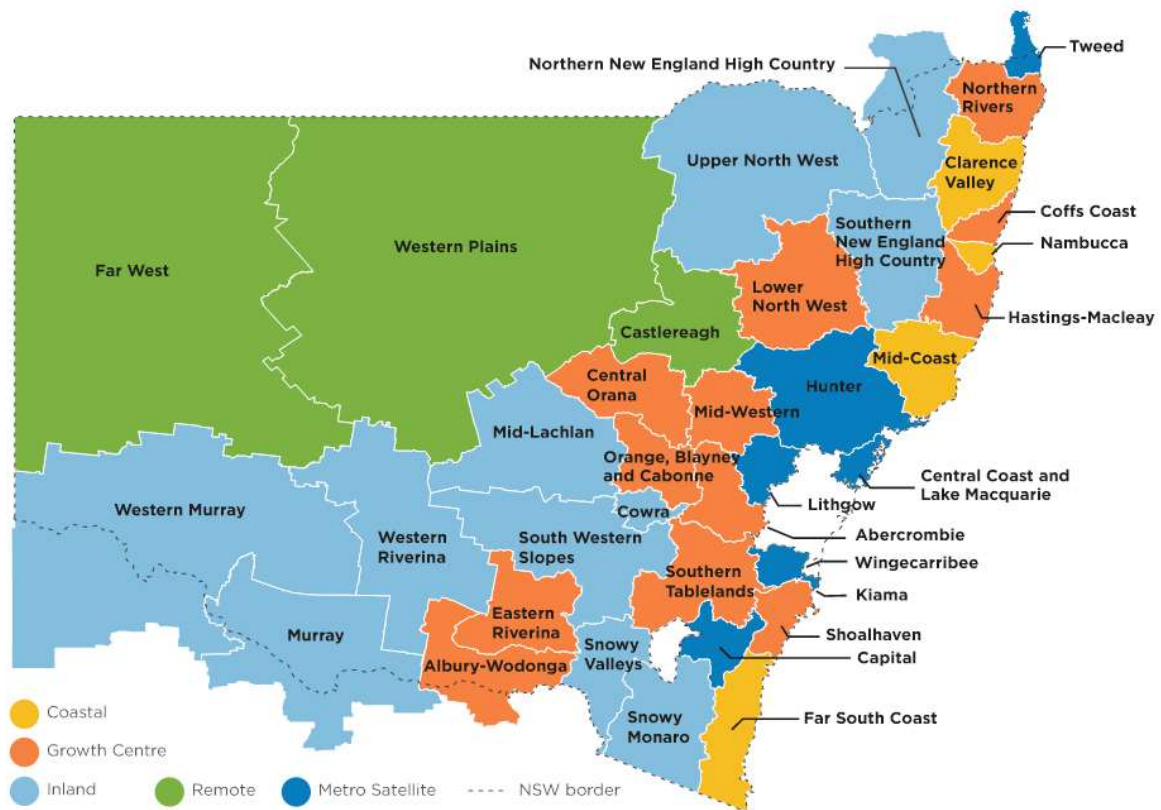 Tweed
Northern New England High Country
Northern
Rivers
Upper North West
Clarence
Valley
Coffs Coast
Southern
New England
High Country
Nambucca
Western Plains
Far West
Lower
North West
Hastings-Macleay
Castlereagh
Mid-Coast
Central
Orana
Hunter
Mid-Western
Mid-Lachlan
Orange, Blayney
and Cabonne
Central Coast and
Lake Macquarie
Lithgow
Western Murray
Cowra
Abercrombie
Western
Riverina
South Western
Slopes
Wingecarribee
Southern
Tablelands
Kiama
Eastern
Riverina
Murray
Shoalhaven
Snowy
Valleys
Capital
Albury-Wodonga
Far South Coast
Snowy
Monaro
Coastal
Growth Centre
Inland
Remote
Metro Satellite
NSW border